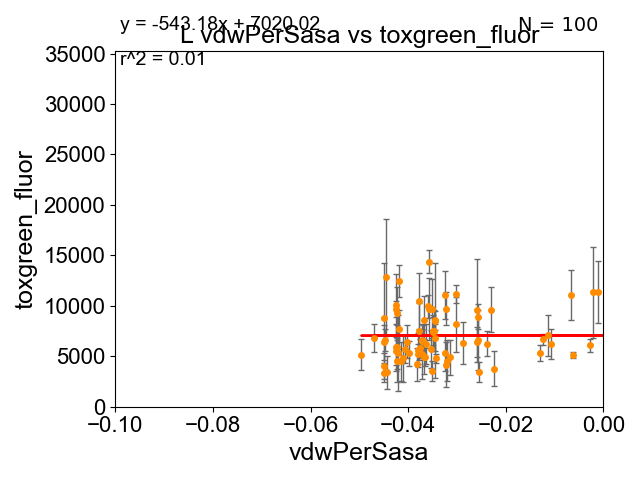 y = -543.18x + 7020.02
N = 100
L vdwPerSasa vs toxgreen_fluor
r^2 = 0.01
35000
30000
25000
20000
15000
10000
5000
0
toxgreen_fluor
−0.10 −0.08 −0.06 −0.04 −0.02 0.00
vdwPerSasa